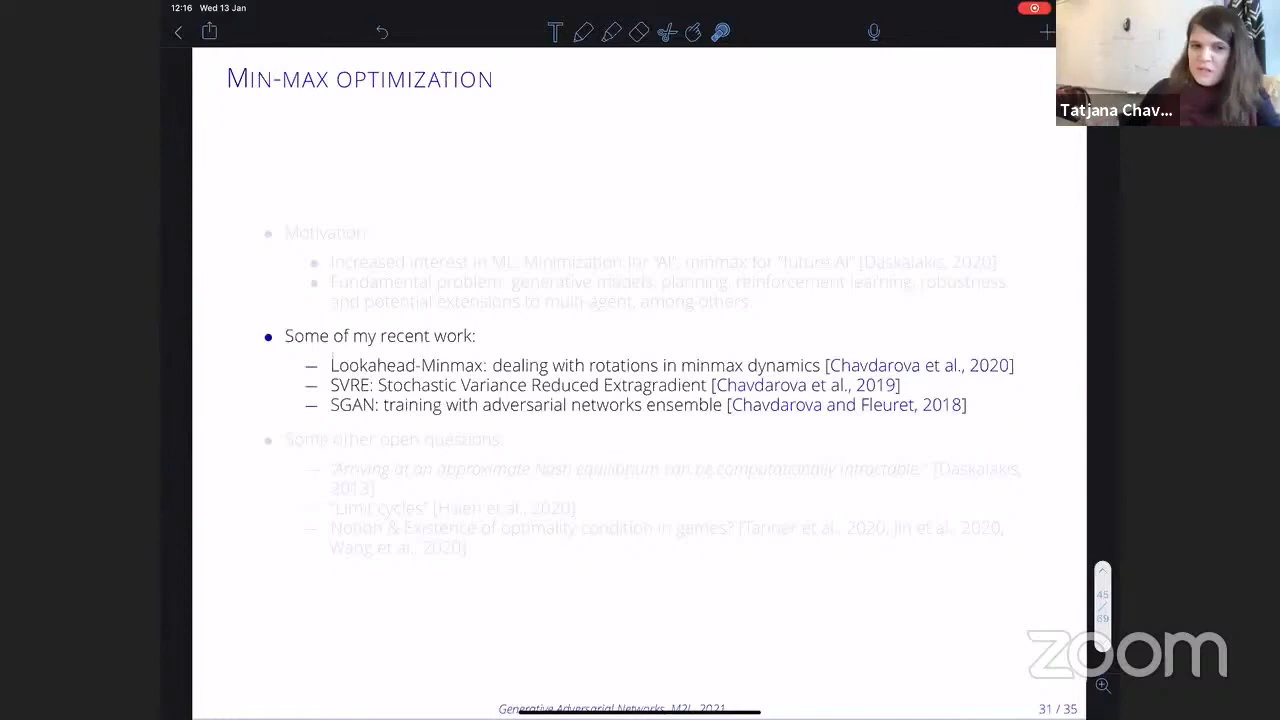 12:16 Wed 13 Jan
MIN-MAX OPTIMIZATION
Tatjana Chav...
• Motivation:
• Increased interest in ML. Minimization for "AI", minmax for "future AI" [Daskalakis, 2020]
• Fundamental problem: generative models, planning, reinforcement learning, robustness
and potential extensions to multi-agent, among others.
• Some of my recent work:
– Lookahead-Minmax: dealing with rotations in minmax dynamics [Chavdarova et al., 2020]
– SVRE: Stochastic Variance Reduced Extragradient [Chavdarova et al., 2019]
– SGAN: training with adversarial networks ensemble [Chavdarova and Fleuret, 2018]
• Some other open questions:
– "Arriving at an approximate Nash equilibrium can be computationally intractable." [Daskalakis,
2013]
– "Limit cycles" [Hsieh et al., 2020]
– Notion & Existence of optimality condition in games? [Tanner et al., 2020, Jin et al., 2020,
Wang et al., 2020]
45
/
69
zoom
Generative Adversarial Networks, M2L, 2021
31 / 35